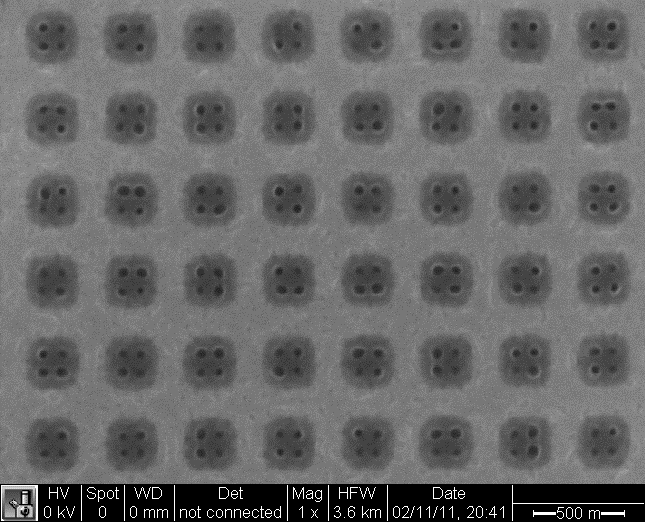 HV Spot WD Det Mag HFW Date
0 kV 0 0 mm not connected 1 x 3.6 km 02/11/11, 20:41 500 m